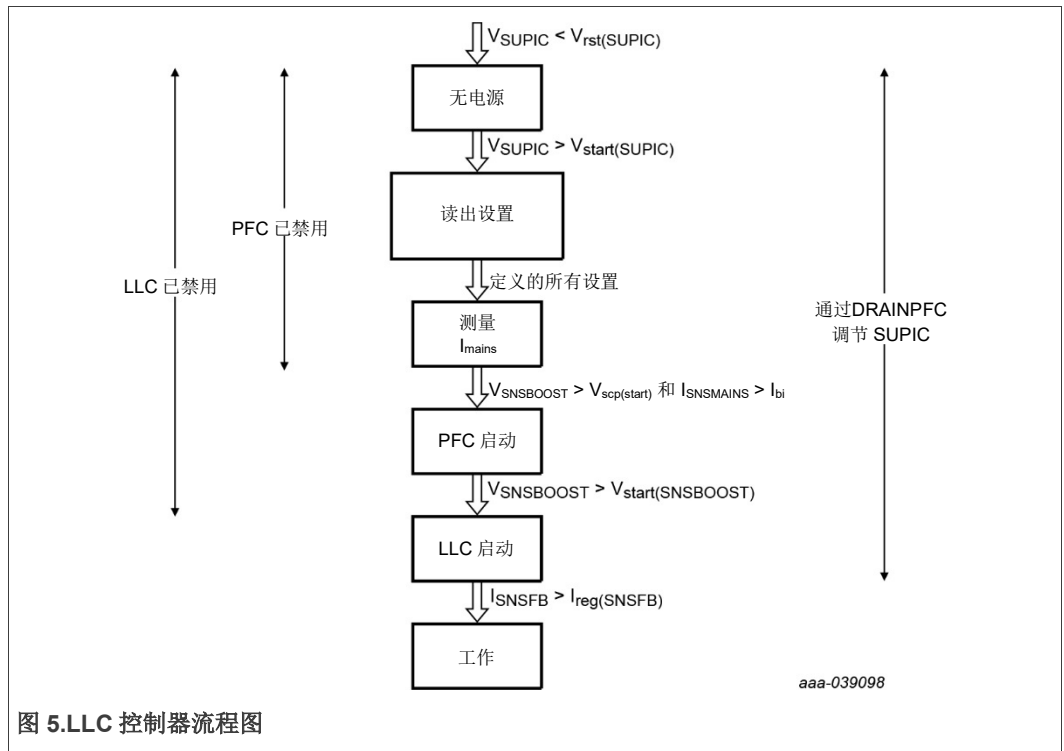 VSUPIC < Vrst(SUPIC)
无电源
VSUPIC > Vstart(SUPIC)
读出设置
PFC 已禁用
定义的所有设置
LLC 已禁用
测量
Imains
通过DRAINPFC
调节 SUPIC
VSNSBOOST > Vscp(start) 和 ISNSMAINS > Ibi
PFC 启动
VSNSBOOST > Vstart(SNSBOOST)
LLC 启动
ISNSFB > Ireg(SNSFB)
工作
aaa-039098
图 5.LLC 控制器流程图